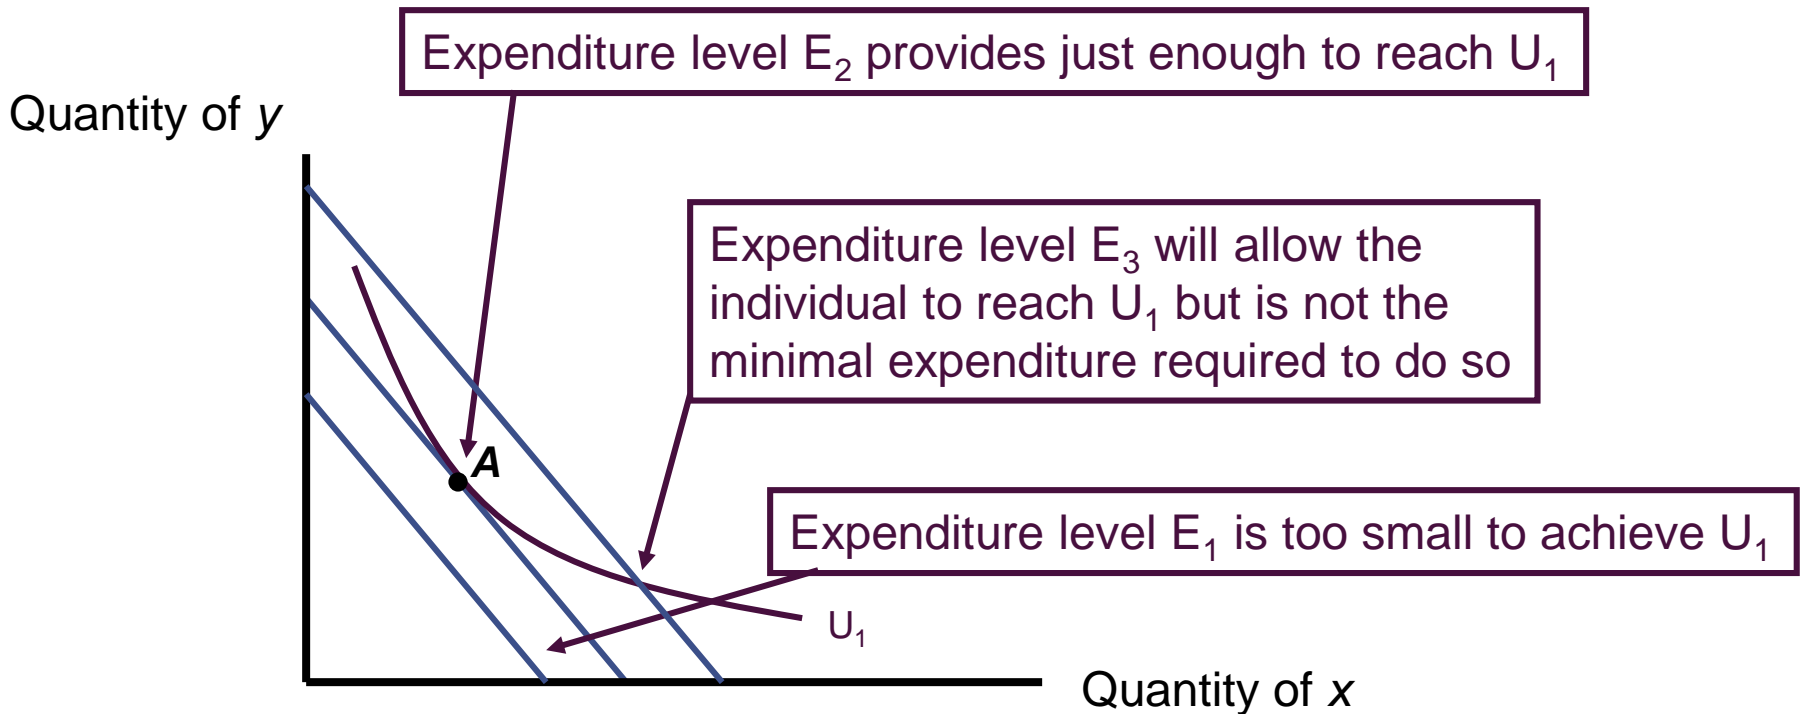 Expenditure level E₂ provides just enough to reach U₁
Quantity of y
Expenditure level E₃ will allow the
individual to reach U₁ but is not the
minimal expenditure required to do so
A
Expenditure level E₁ is too small to achieve U₁
U₁
Quantity of x